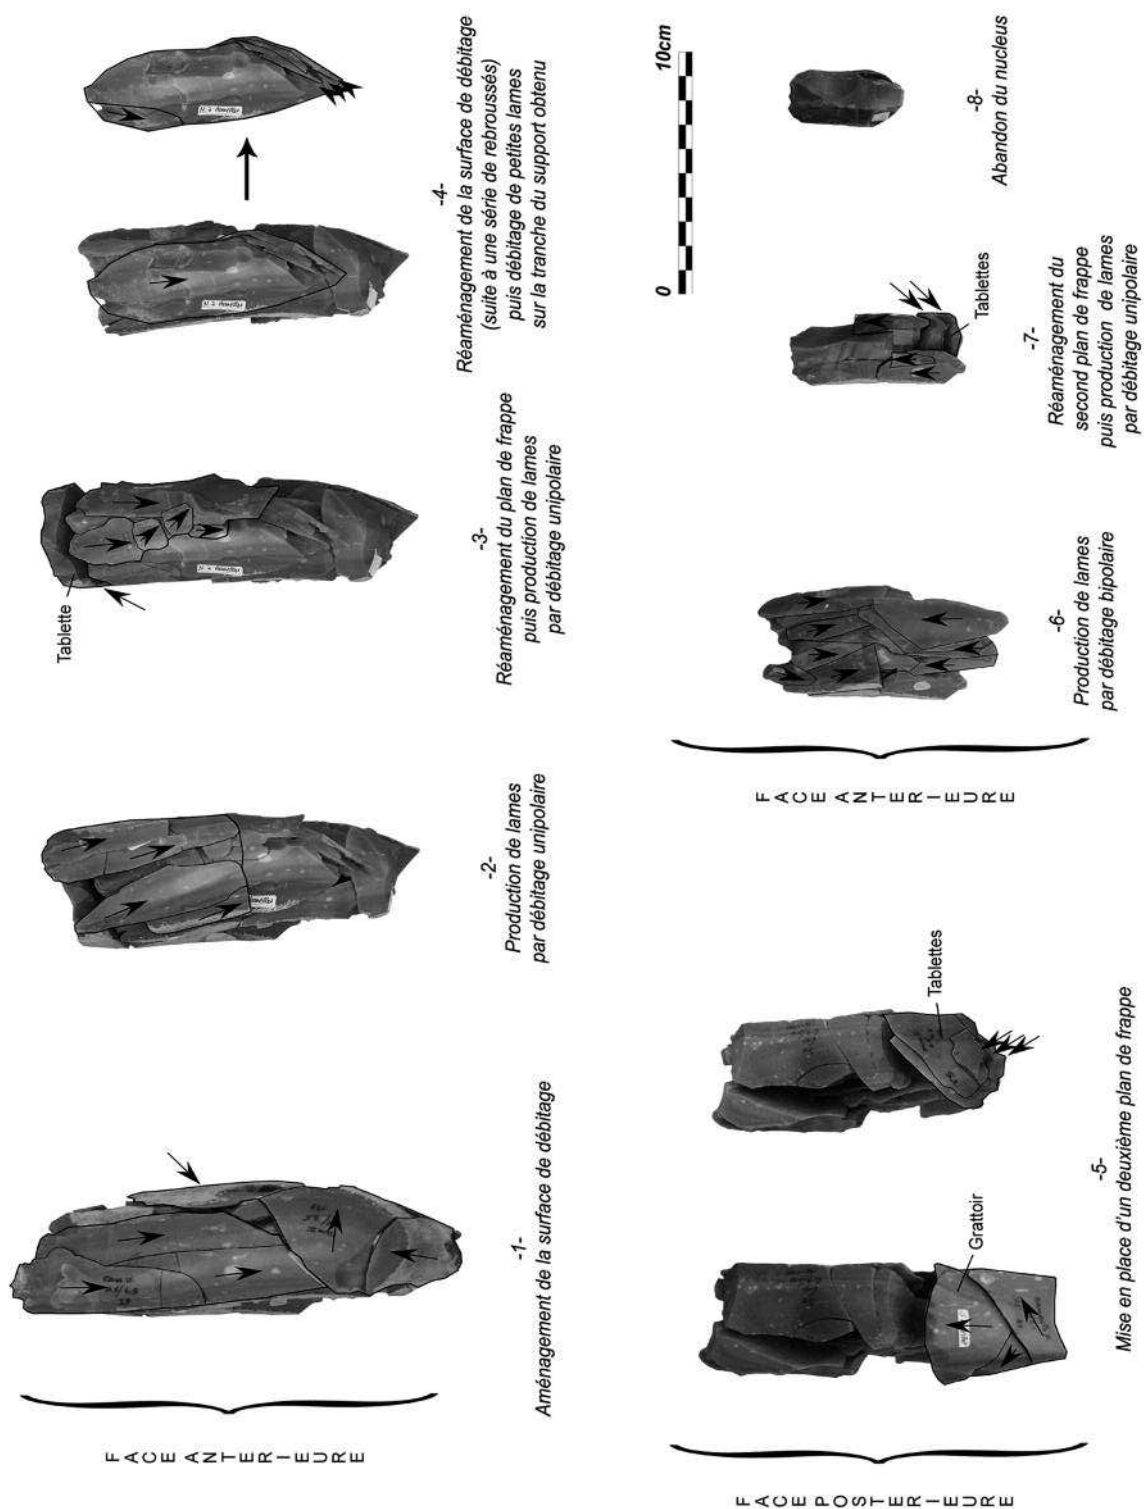 FACE ANTERIEURE
-1-
Aménagement de la surface de débitage
-2-
Production de lames
par débitage unipolaire
Tablette
-3-
Réaménagement du plan de frappe
puis production de lames
par débitage unipolaire
-4-
Réaménagement de la surface de débitage
(suite à une série de rebroussés)
puis débitage de petites lames
sur la tranche du support obtenu
FACE POSTERIEURE
Grattoir
Tablettes
-5-
Mise en place d'un deuxième plan de frappe
FACE ANTERIEURE
-6-
Production de lames
par débitage bipolaire
Tablettes
-7-
Réaménagement du
second plan de frappe
puis production de lames
par débitage unipolaire
0
10cm
-8-
Abandon du nucleus